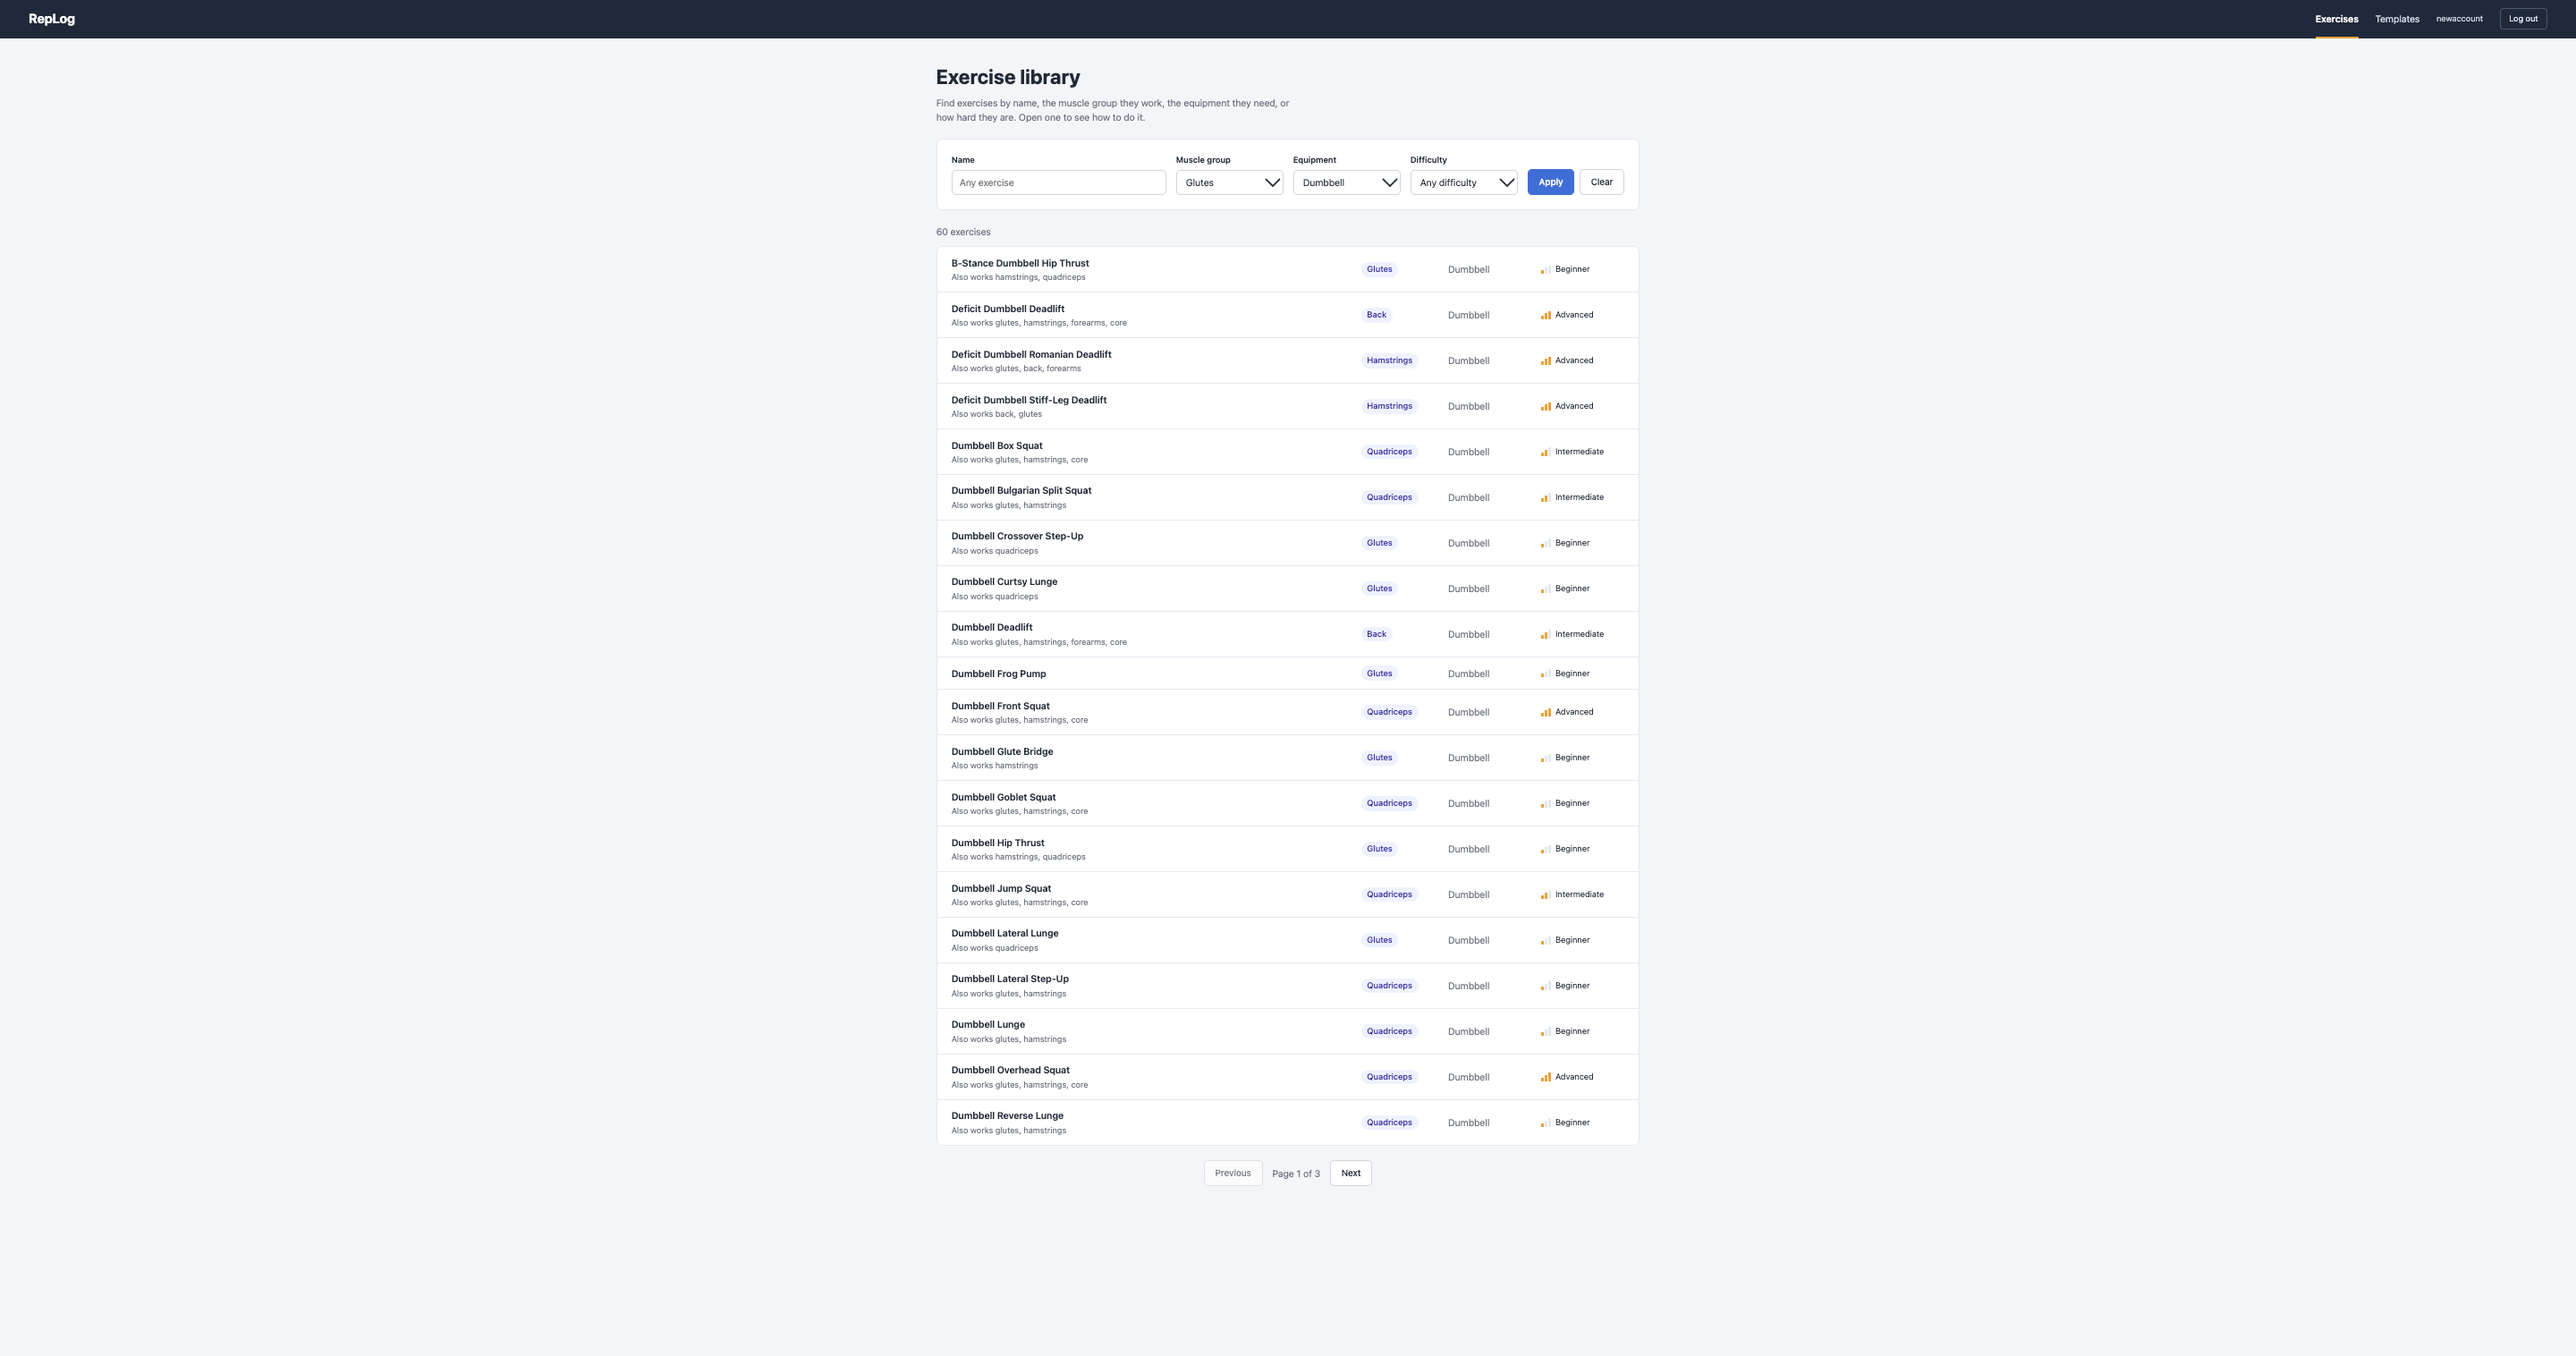 RepLog
Exercises Templates newaccount Log out
Exercise library
Find exercises by name, the muscle group they work, the equipment they need, or
how hard they are. Open one to see how to do it.
Name Muscle group Equipment Difficulty
Any exercise Glutes Dumbbell Any difficulty Apply Clear
60 exercises
B-Stance Dumbbell Hip Thrust
Also works hamstrings, quadriceps
Glutes Dumbbell Beginner
Deficit Dumbbell Deadlift
Also works glutes, hamstrings, forearms, core
Back Dumbbell Advanced
Deficit Dumbbell Romanian Deadlift
Also works glutes, back, forearms
Hamstrings Dumbbell Advanced
Deficit Dumbbell Stiff-Leg Deadlift
Also works back, glutes
Hamstrings Dumbbell Advanced
Dumbbell Box Squat
Also works glutes, hamstrings, core
Quadriceps Dumbbell Intermediate
Dumbbell Bulgarian Split Squat
Also works glutes, hamstrings
Quadriceps Dumbbell Intermediate
Dumbbell Crossover Step-Up
Also works quadriceps
Glutes Dumbbell Beginner
Dumbbell Curtsy Lunge
Also works quadriceps
Glutes Dumbbell Beginner
Dumbbell Deadlift
Also works glutes, hamstrings, forearms, core
Back Dumbbell Intermediate
Dumbbell Frog Pump
Glutes Dumbbell Beginner
Dumbbell Front Squat
Also works glutes, hamstrings, core
Quadriceps Dumbbell Advanced
Dumbbell Glute Bridge
Also works hamstrings
Glutes Dumbbell Beginner
Dumbbell Goblet Squat
Also works glutes, hamstrings, core
Quadriceps Dumbbell Beginner
Dumbbell Hip Thrust
Also works hamstrings, quadriceps
Glutes Dumbbell Beginner
Dumbbell Jump Squat
Also works glutes, hamstrings, core
Quadriceps Dumbbell Intermediate
Dumbbell Lateral Lunge
Also works quadriceps
Glutes Dumbbell Beginner
Dumbbell Lateral Step-Up
Also works glutes, hamstrings
Quadriceps Dumbbell Beginner
Dumbbell Lunge
Also works glutes, hamstrings
Quadriceps Dumbbell Beginner
Dumbbell Overhead Squat
Also works glutes, hamstrings, core
Quadriceps Dumbbell Advanced
Dumbbell Reverse Lunge
Also works glutes, hamstrings
Quadriceps Dumbbell Beginner
Previous Page 1 of 3 Next